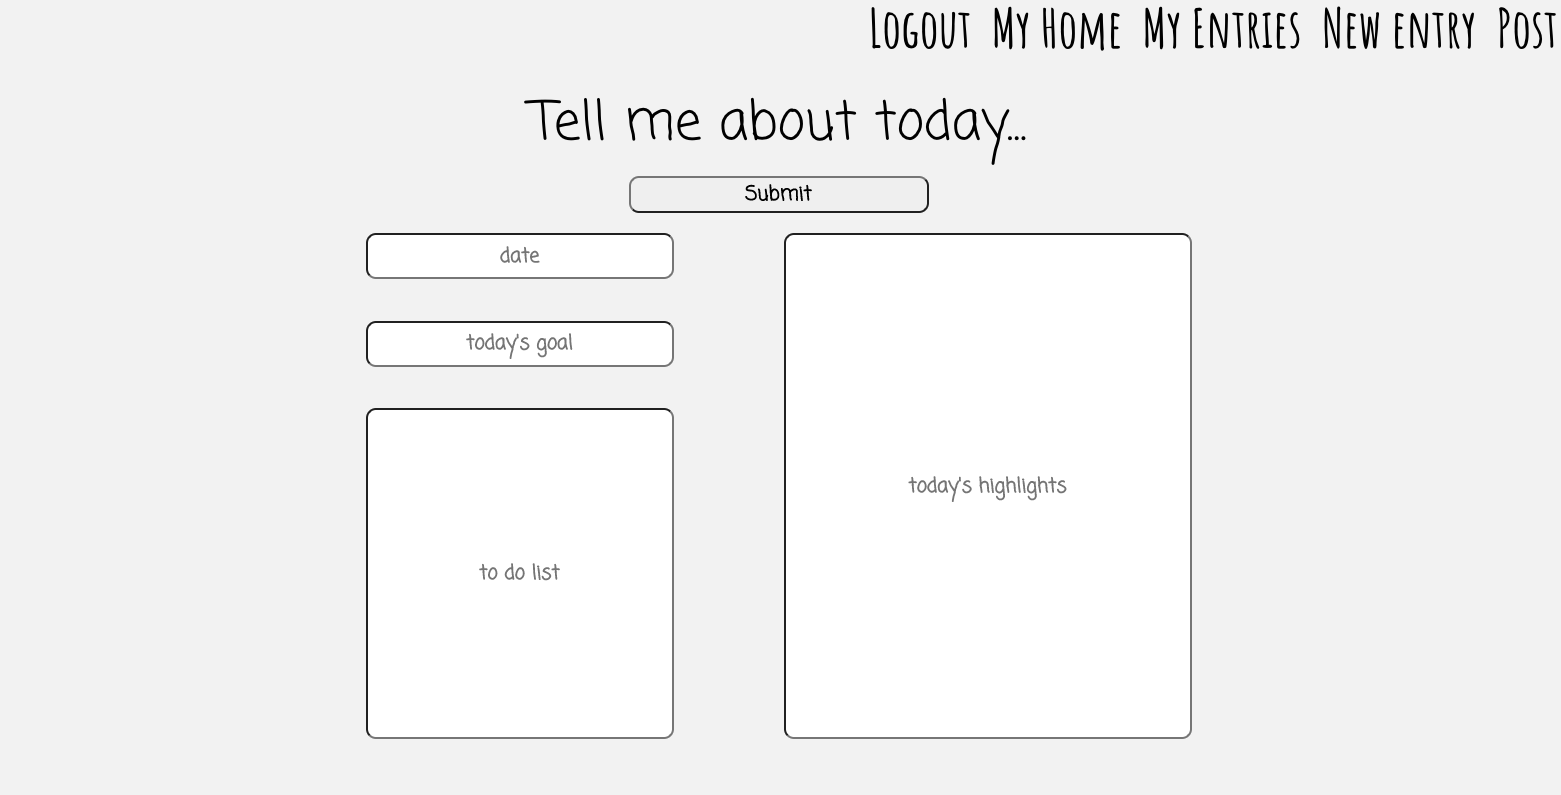 Logout My Home My Entries New entry Post
Tell me about today...
Submit
date
today's goal
to do list
today's highlights